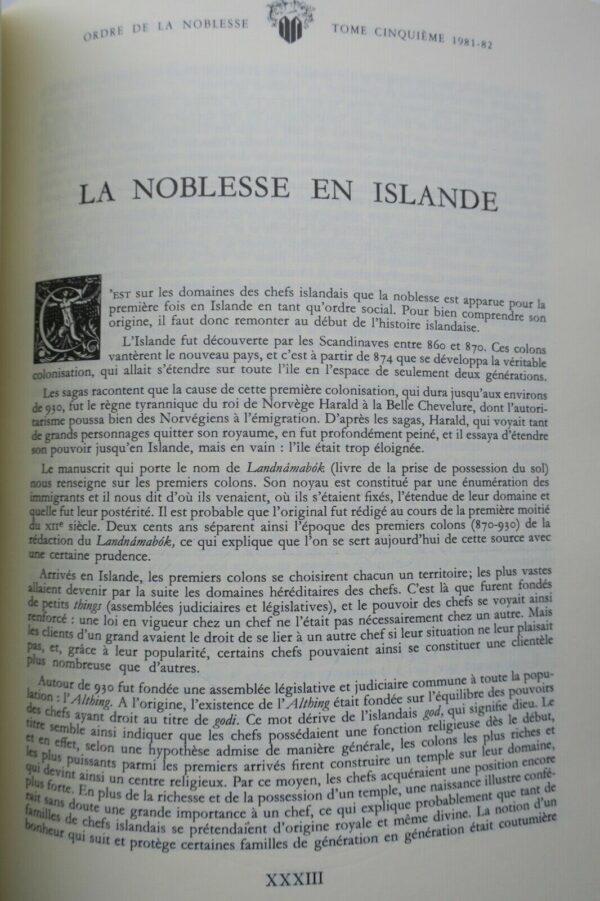 ORDRE DE LA NOBLESSE TOME CINQUIÈME 1981-82
LA NOBLESSE EN ISLANDE
C'EST sur les domaines des chefs islandais que la noblesse est apparue pour la
première fois en Islande en tant qu'ordre social. Pour bien comprendre son
origine, il faut donc remonter au début de l'histoire islandaise.
L'Islande fut découverte par les Scandinaves entre 860 et 870. Ces colons
vantèrent le nouveau pays, et c'est à partir de 874 que se développa la véritable
colonisation, qui allait s'étendre sur toute l'île en l'espace de seulement deux générations.
Les sagas racontent que la cause de cette première colonisation, qui dura jusqu'aux environs
de 930, fut le règne tyrannique du roi de Norvège Harald à la Belle Chevelure, dont l'autori-
tarisme poussa bien des Norvégiens à l'émigration. D'après les sagas, Harald, qui voyait tant
de grands personnages quitter son royaume, en fut profondément peiné, et il essaya d'étendre
son pouvoir jusqu'en Islande, mais en vain : l'île était trop éloignée.
Le manuscrit qui porte le nom de Landnámabók (livre de la prise de possession du sol)
nous renseigne sur les premiers colons. Son noyau est constitué par une énumération des
immigrants et il nous dit d'où ils venaient, où ils s'étaient fixés, l'étendue de leur domaine et
quelle fut leur postérité. Il est probable que l'original fut rédigé au cours de la première moitié
du XIIe siècle. Deux cents ans séparent ainsi l'époque des premiers colons (870-930) de la
rédaction du Landnámabók, ce qui explique que l'on se sert aujourd'hui de cette source avec
une certaine prudence.
Arrivés en Islande, les premiers colons se choisirent chacun un territoire; les plus vastes
allaient devenir par la suite les domaines héréditaires des chefs. C'est là que furent fondés
de petits things (assemblées judiciaires et législatives), et le pouvoir des chefs se voyait ainsi
renforcé : une loi en vigueur chez un chef ne l'était pas nécessairement chez un autre. Mais
les clients d'un grand avaient le droit de se lier à un autre chef si leur situation ne leur plaisait
pas, et, grâce à leur popularité, certains chefs pouvaient ainsi se constituer une clientèle
plus nombreuse que d'autres.
Autour de 930 fut fondée une assemblée législative et judiciaire commune à toute la popu-
lation : l'Althing. A l'origine, l'existence de l'Althing était fondée sur l'équilibre des pouvoirs
des chefs ayant droit au titre de godi. Ce mot dérive de l'islandais god, qui signifie dieu. Le
titre semble ainsi indiquer que les chefs possédaient une fonction religieuse dès le début,
et en effet, selon une hypothèse admise de manière générale, les colons les plus riches et
les plus puissants parmi les premiers arrivés firent construire un temple sur leur domaine,
qui devint ainsi un centre religieux. Par ce moyen, les chefs acquéraient une position encore
plus forte. En plus de la richesse et de la possession d'un temple, une naissance illustre confé-
rait sans doute une grande importance à un chef, ce qui explique probablement que tant de
familles de chefs islandais se prétendaient d'origine royale et même divine. La notion d'un
bonheur qui suit et protège certaines familles de génération en génération était coutumière
XXXIII